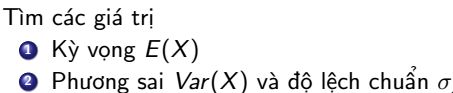 Tìm các giá trị
1 Kỳ vọng E(X)
2 Phương sai Var(X) và độ lệch chuẩn σ